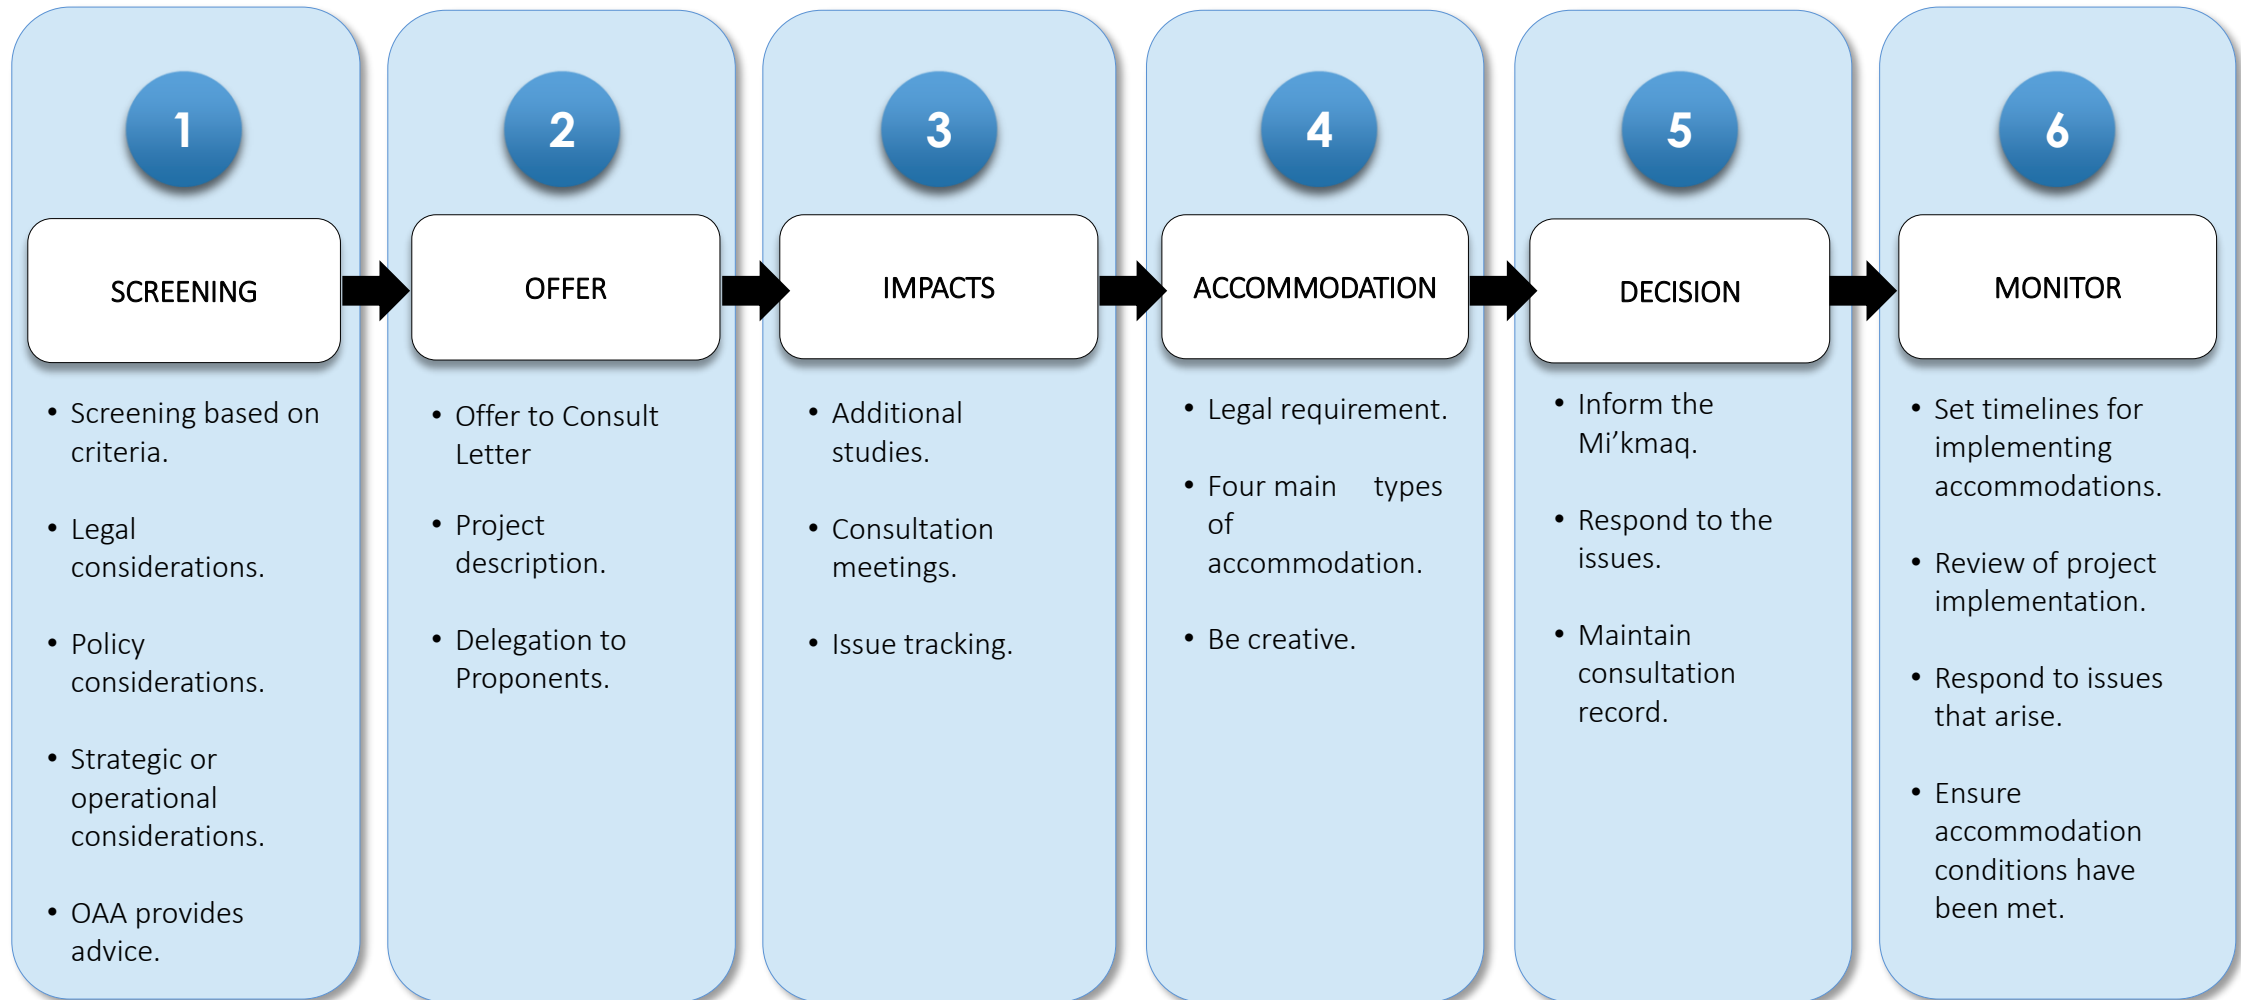 1
SCREENING
• Screening based on
criteria.
• Legal
considerations.
• Policy
considerations.
• Strategic or
operational
considerations.
• OAA provides
advice.
2
OFFER
• Offer to Consult
Letter
• Project
description.
• Delegation to
Proponents.
3
IMPACTS
• Additional
studies.
• Consultation
meetings.
• Issue tracking.
4
ACCOMMODATION
• Legal requirement.
• Four main types
of
accommodation.
• Be creative.
5
DECISION
• Inform the
Mi’kmaq.
• Respond to the
issues.
• Maintain
consultation
record.
6
MONITOR
• Set timelines for
implementing
accommodations.
• Review of project
implementation.
• Respond to issues
that arise.
• Ensure
accommodation
conditions have
been met.